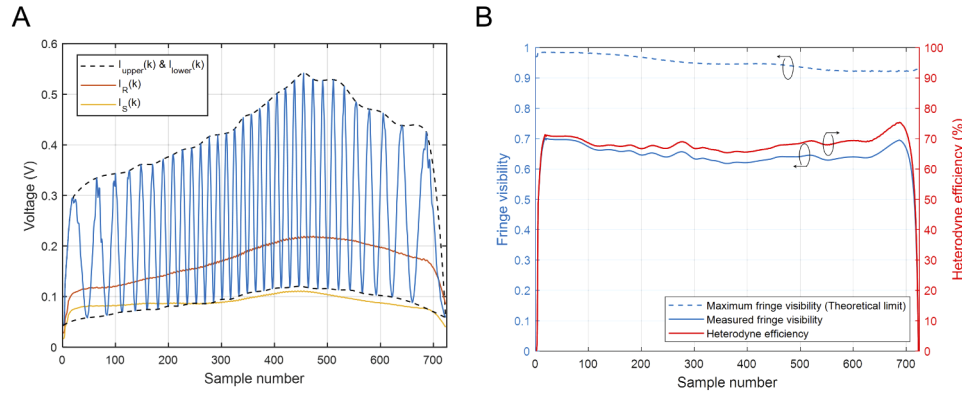 A
0.6
0.5
0.4
0.3
0.2
0.1
0
Voltage (V)
I_upper(k) & I_lower(k)
I_R(k)
I_S(k)
0 100 200 300 400 500 600 700
Sample number
B
1
0.9
0.8
0.7
0.6
0.5
0.4
0.3
0.2
0.1
0
Fringe visibility
100
90
80
70
60
50
40
30
20
10
0
Heterodyne efficiency (%)
Maximum fringe visibility (Theoretical limit)
Measured fringe visibility
Heterodyne efficiency
0 100 200 300 400 500 600 700
Sample number